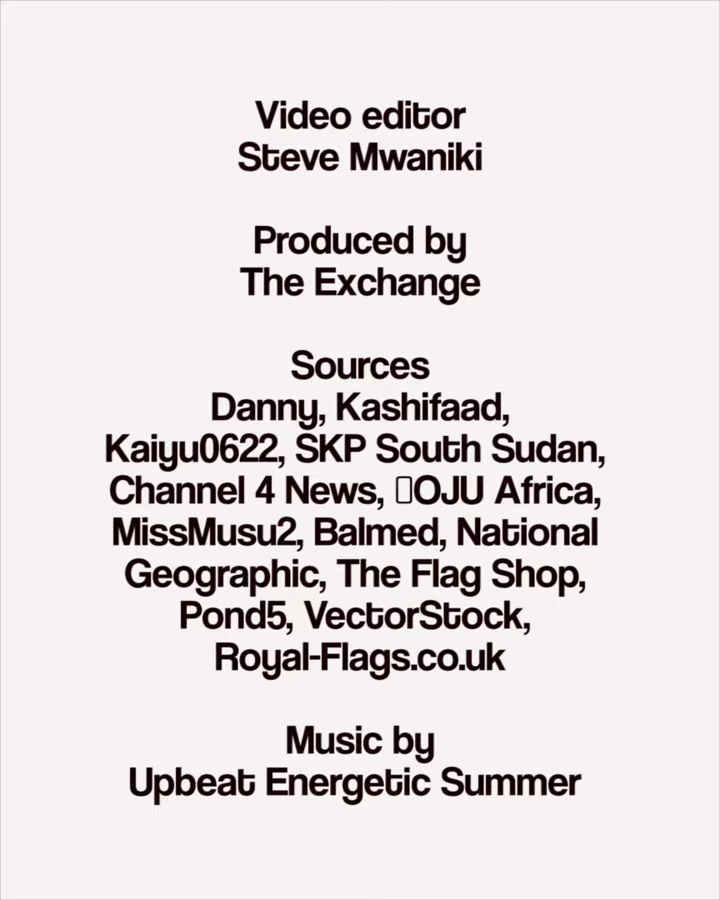 Video editor
Steve Mwaniki
Produced by
The Exchange
Sources
Danny, Kashifaad,
Kaiyu0622, SKP South Sudan,
Channel 4 News, OJU Africa,
MissMusu2, Balmed, National
Geographic, The Flag Shop,
Pond5, VectorStock,
Royal-Flags.co.uk
Music by
Upbeat Energetic Summer